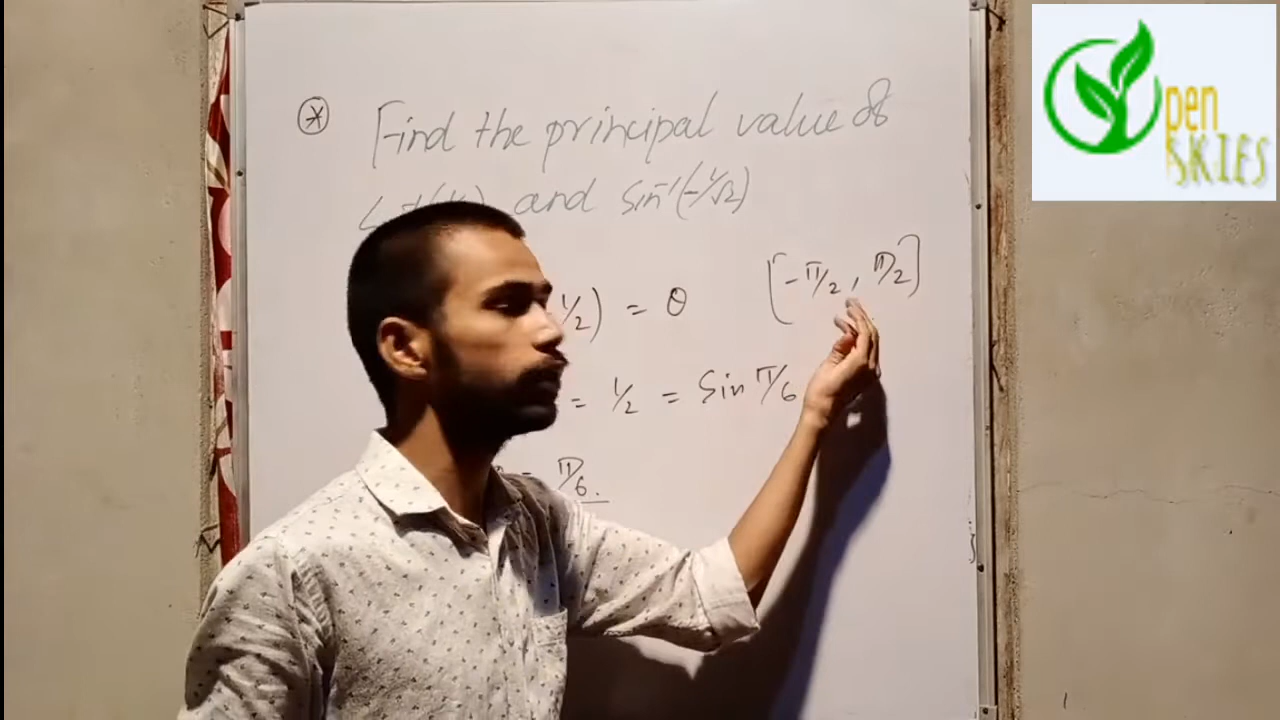 Find the principal value of
and sin⁻¹(-1/√2)
1/2) = θ [-π/2, π/2]
= 1/2 = Sin π/6
= π/6.
pen
SKIES